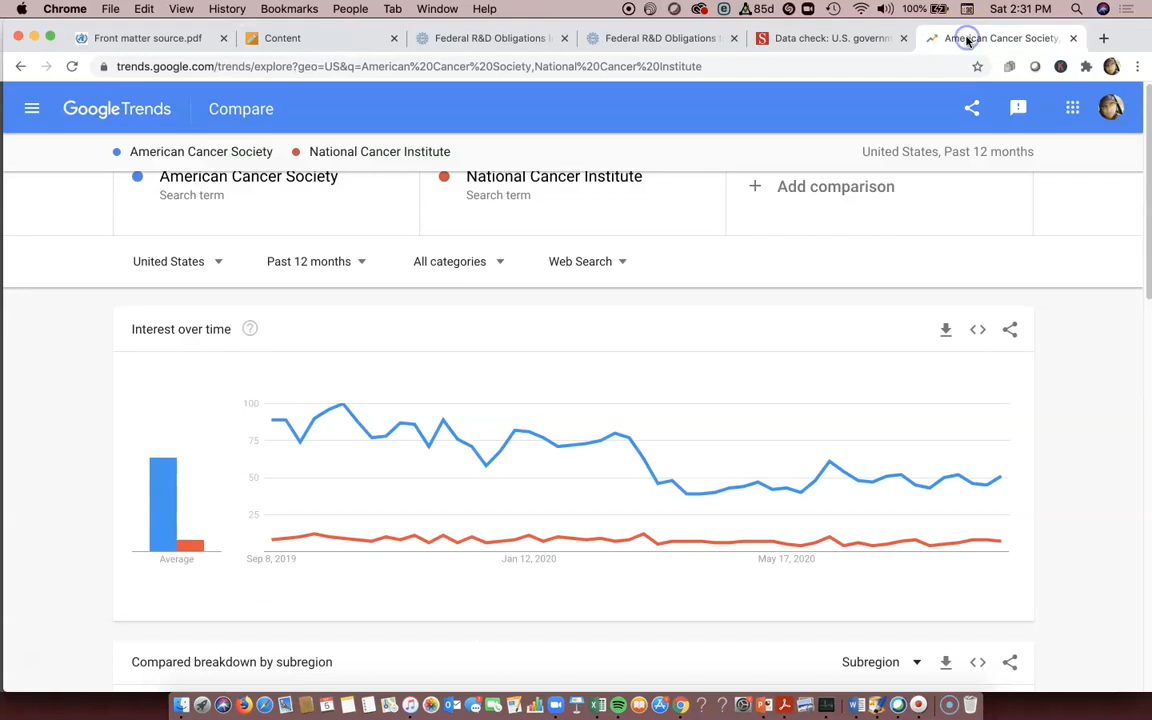 Chrome File Edit View History Bookmarks People Tab Window Help 85d 100% Sat 2:31 PM
Front matter source.pdf Content Federal R&D Obligations I Federal R&D Obligations I Data check: U.S. governm American Cancer Society,
trends.google.com/trends/explore?geo=US&q=American%20Cancer%20Society,National%20Cancer%20Institute
Google Trends Compare
American Cancer Society National Cancer Institute United States, Past 12 months
American Cancer Society National Cancer Institute + Add comparison
Search term Search term
United States Past 12 months All categories Web Search
Interest over time ?
100
75
50
25
Average Sep 8, 2019 Jan 12, 2020 May 17, 2020
Compared breakdown by subregion Subregion